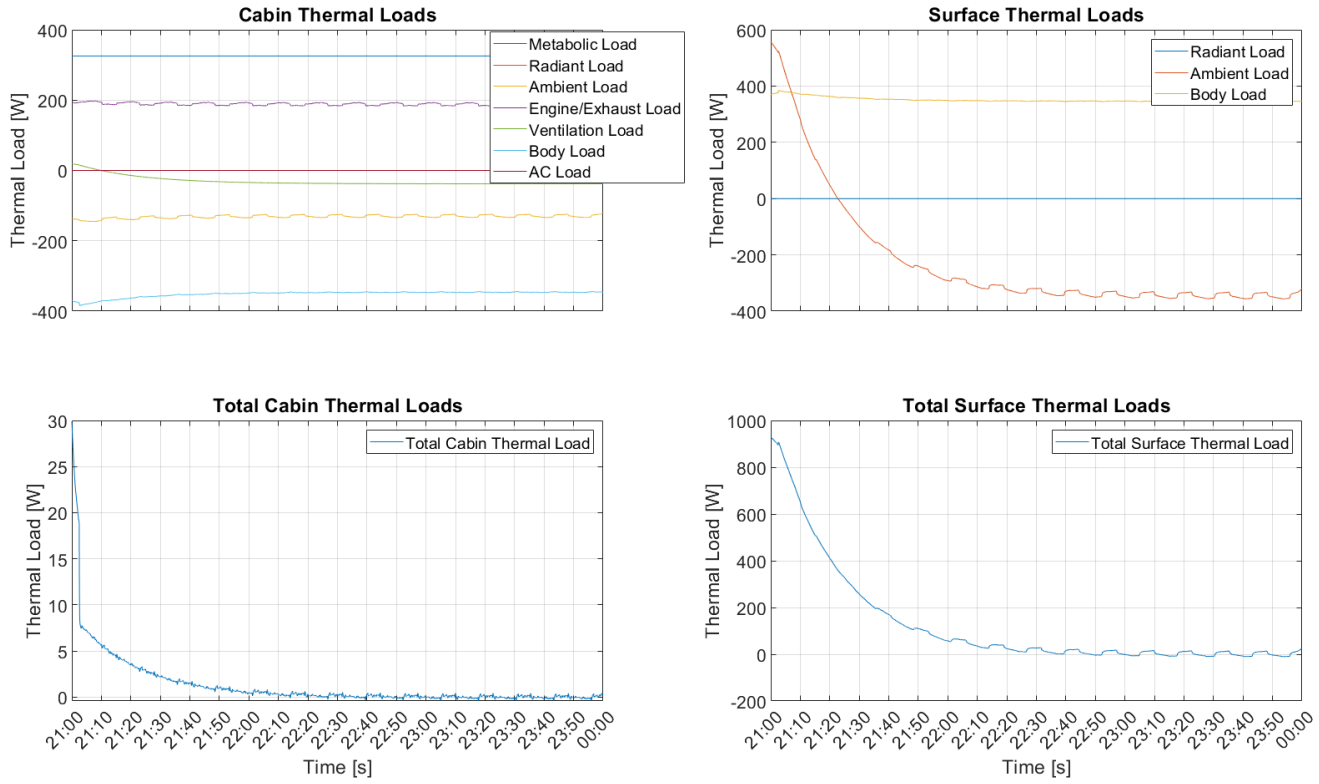 Cabin Thermal Loads
Thermal Load [W]
400
200
0
-200
-400
Metabolic Load
Radiant Load
Ambient Load
Engine/Exhaust Load
Ventilation Load
Body Load
AC Load
Surface Thermal Loads
Thermal Load [W]
600
400
200
0
-200
-400
Radiant Load
Ambient Load
Body Load
Total Cabin Thermal Loads
Thermal Load [W]
30
25
20
15
10
5
0
Total Cabin Thermal Load
21:00
21:10
21:20
21:30
21:40
21:50
22:00
22:10
22:20
22:30
22:40
22:50
23:00
23:10
23:20
23:30
23:40
23:50
00:00
Time [s]
Total Surface Thermal Loads
Thermal Load [W]
1000
800
600
400
200
0
-200
Total Surface Thermal Load
21:00
21:10
21:20
21:30
21:40
21:50
22:00
22:10
22:20
22:30
22:40
22:50
23:00
23:10
23:20
23:30
23:40
23:50
00:00
Time [s]